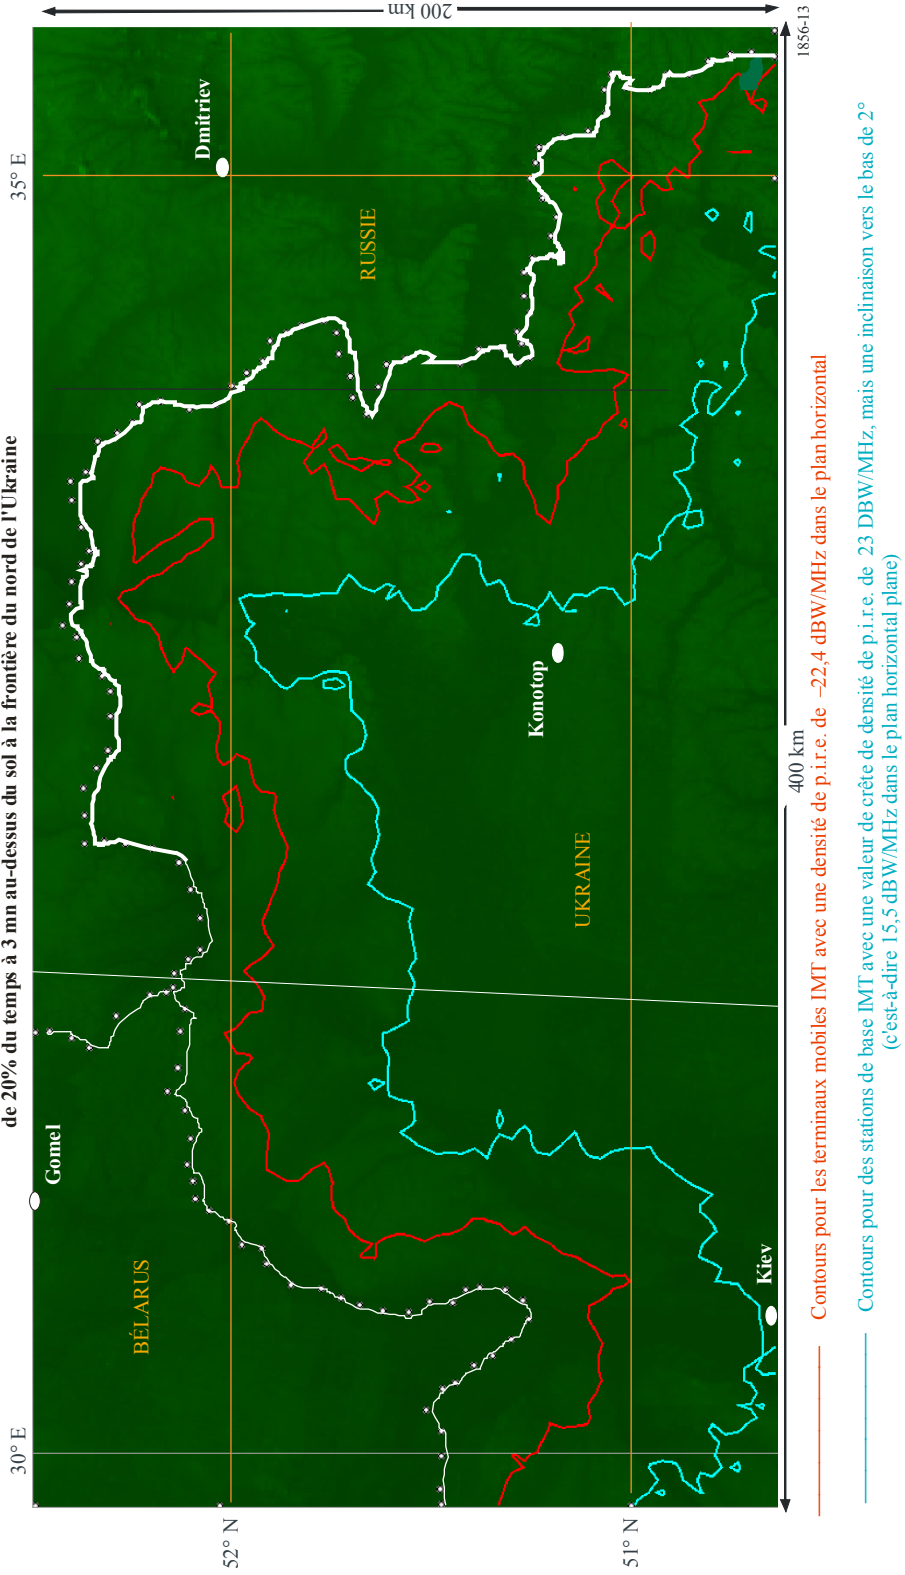 de 20% du temps à 3 mn au-dessus du sol à la frontière du nord de l'Ukraine
30° E
35° E
52° N
51° N
200 km
Gomel
BÉLARUS
Dmitriev
RUSSIE
Konotop
UKRAINE
Kiev
400 km
1856-13
Contours pour les terminaux mobiles IMT avec une densité de p.i.r.e. de –22,4 dBW/MHz dans le plan horizontal
Contours pour des stations de base IMT avec une valeur de crête de densité de p.i.r.e. de 23 DBW/MHz, mais une inclinaison vers le bas de 2°
(c'est-à-dire 15,5 dBW/MHz dans le plan horizontal plane)